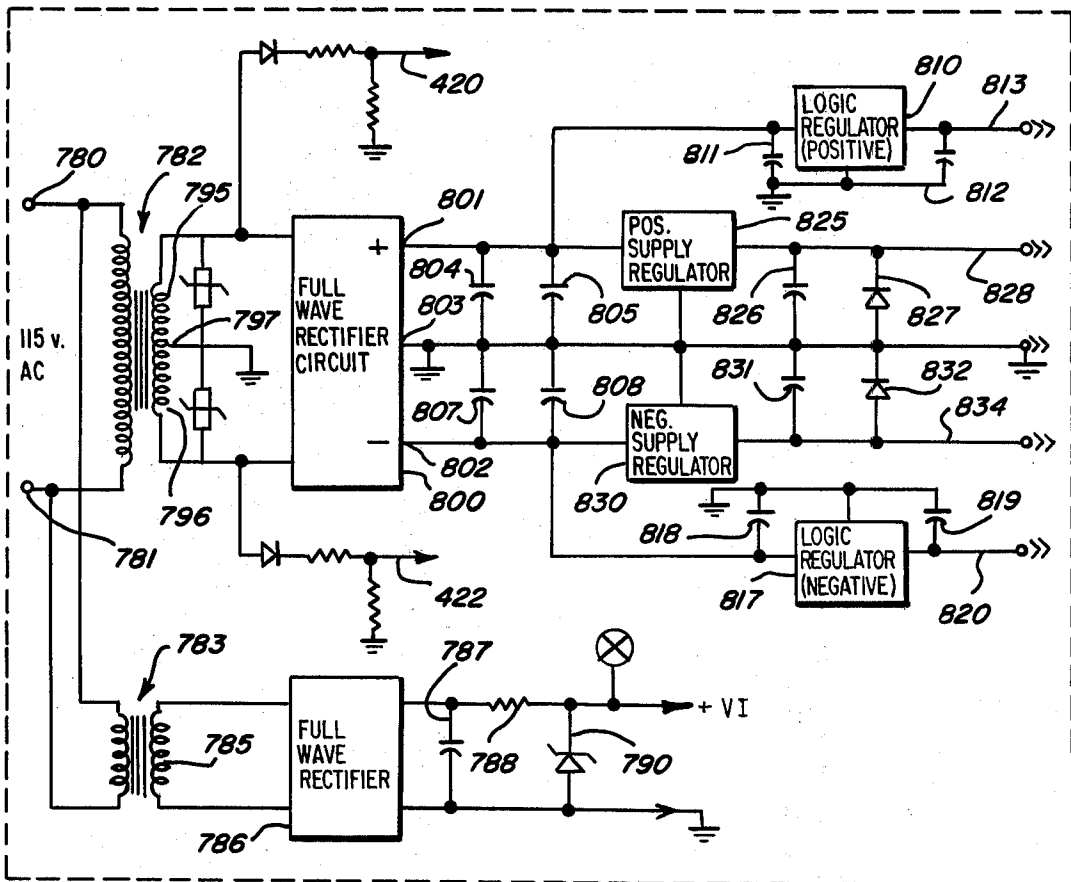 420
810
813
LOGIC
REGULATOR
(POSITIVE)
811
812
780
782
795
801
POS.
SUPPLY
REGULATOR
825
+
804
803
805
826
827
828
FULL
WAVE
RECTIFIER
CIRCUIT
797
115 v.
AC
807
808
831
832
834
NEG.
SUPPLY
REGULATOR
−
802
800
830
796
781
818
819
LOGIC
REGULATOR
(NEGATIVE)
817
820
422
783
787
+ VI
785
FULL
WAVE
RECTIFIER
788
790
786